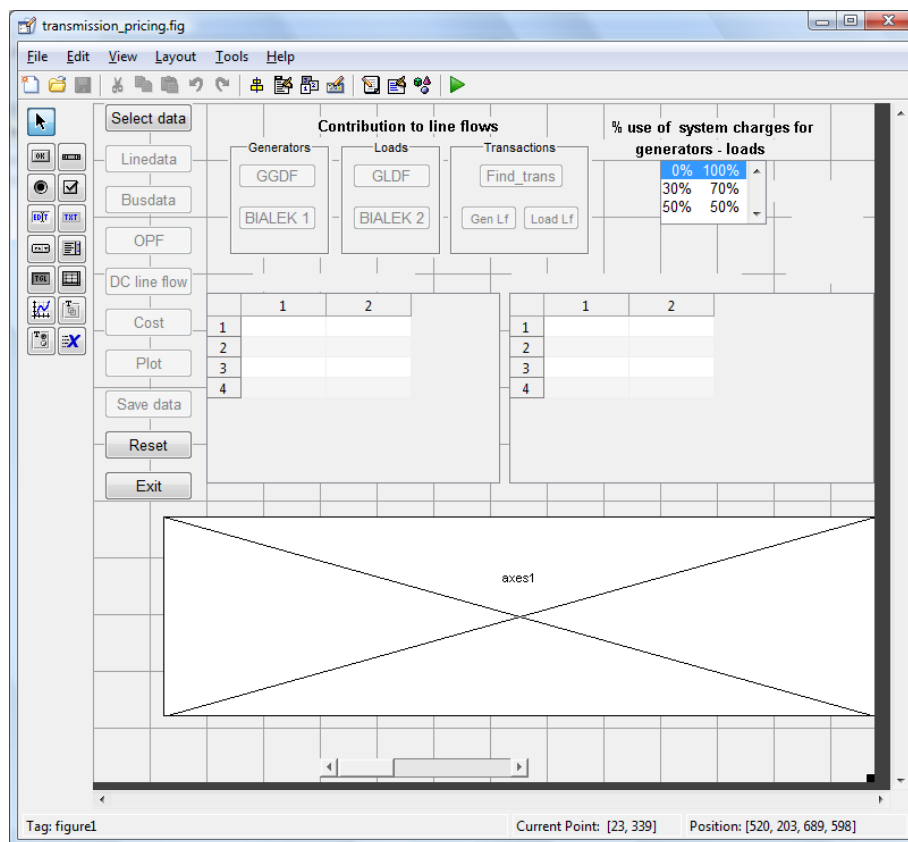 transmission_pricing.fig
File Edit View Layout Tools Help
Select data
Linedata
Busdata
OPF
DC line flow
Cost
Plot
Save data
Reset
Exit
Contribution to line flows
Generators
GGDF
BIALEK 1
Loads
GLDF
BIALEK 2
Transactions
Find_trans
Gen Lf Load Lf
% use of system charges for
generators - loads
0% 100%
30% 70%
50% 50%
1 2
1
2
3
4
1 2
1
2
3
4
axes1
Tag: figure1
Current Point: [23, 339]
Position: [520, 203, 689, 598]